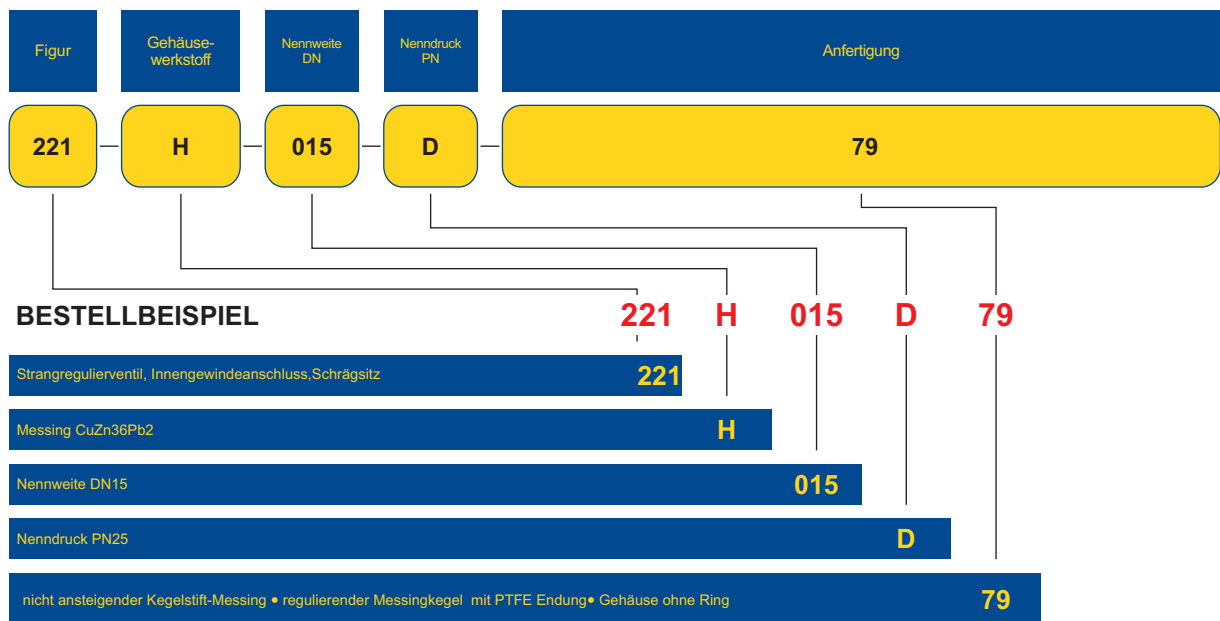 Figur
Gehäuse-
werkstoff
Nennweite
DN
Nenndruck
PN
Anfertigung
221
H
015
D
79
BESTELLBEISPIEL 221 H 015 D 79
Strangregulierventil, Innengewindeanschluss,Schrägsitz 221
Messing CuZn36Pb2 H
Nennweite DN15 015
Nenndruck PN25 D
nicht ansteigender Kegelstift-Messing ● regulierender Messingkegel mit PTFE Endung● Gehäuse ohne Ring 79